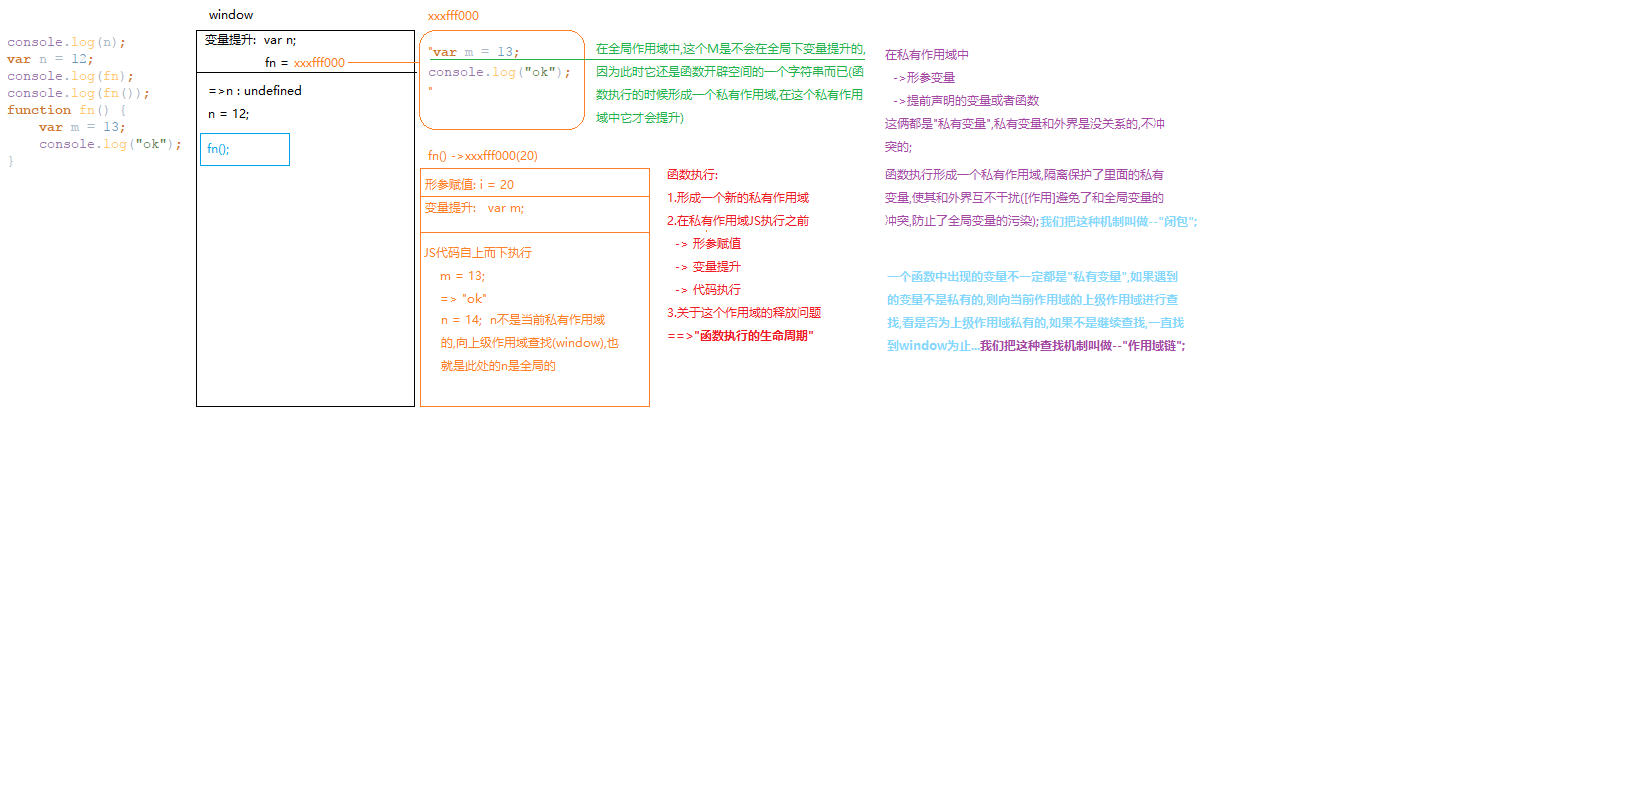 console.log(n);
var n = 12;
console.log(fn);
console.log(fn());
function fn() {
    var m = 13;
    console.log("ok");
}
window
变量提升:  var n;
fn = xxxfff000
=>n : undefined
n = 12;
fn();
xxxfff000
"var m = 13;
console.log("ok");
"
在全局作用域中,这个M是不会在全局下变量提升的,
因为此时它还是函数开辟空间的一个字符串而已(函
数执行的时候形成一个私有作用域,在这个私有作用
域中它才会提升)
fn() ->xxxfff000(20)
形参赋值: i = 20
变量提升:   var m;
JS代码自上而下执行
m = 13;
=> "ok"
n = 14;  n不是当前私有作用域
的,向上级作用域查找(window),也
就是此处的n是全局的
函数执行:
1.形成一个新的私有作用域
2.在私有作用域JS执行之前
-> 形参赋值
-> 变量提升
-> 代码执行
3.关于这个作用域的释放问题
==>"函数执行的生命周期"
在私有作用域中
->形参变量
->提前声明的变量或者函数
这俩都是"私有变量",私有变量和外界是没关系的,不冲
突的;
函数执行形成一个私有作用域,隔离保护了里面的私有
变量,使其和外界互不干扰([作用]避免了和全局变量的
冲突,防止了全局变量的污染);我们把这种机制叫做--"闭包";
一个函数中出现的变量不一定都是"私有变量",如果遇到
的变量不是私有的,则向当前作用域的上级作用域进行查
找,看是否为上级作用域私有的,如果不是继续查找,一直找
到window为止...我们把这种查找机制叫做--"作用域链";